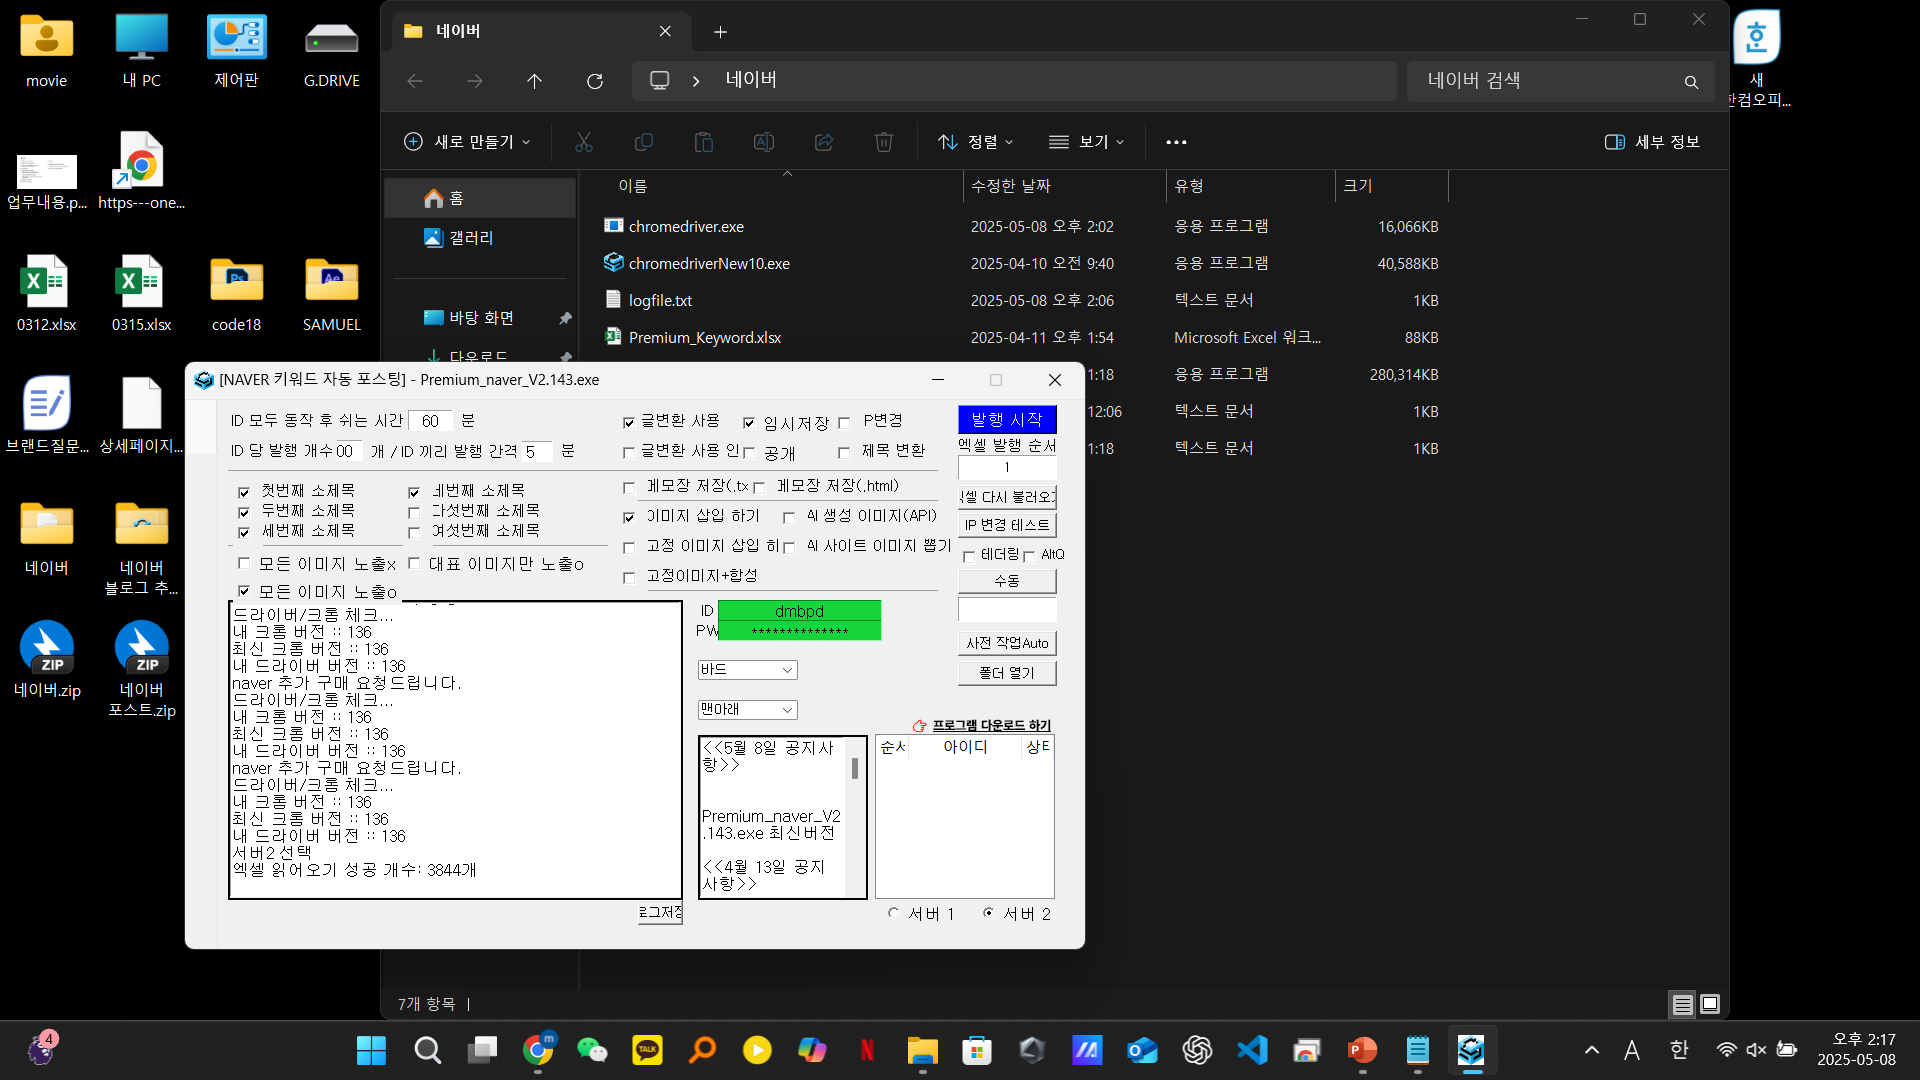 movie
내 PC
제어판
G.DRIVE
업무내용.p...
https---one...
0312.xlsx
0315.xlsx
code18
SAMUEL
브랜드질문...
상세페이지...
네이버
네이버
블로그 추...
네이버.zip
네이버
포스트.zip
새
한컴오피...
네이버
네이버
네이버 검색
새로 만들기
정렬
보기
세부 정보
홈
갤러리
바탕 화면
다운로드
이름
수정한 날짜
유형
크기
chromedriver.exe 2025-05-08 오후 2:02 응용 프로그램 16,066KB
chromedriverNew10.exe 2025-04-10 오전 9:40 응용 프로그램 40,588KB
logfile.txt 2025-05-08 오후 2:06 텍스트 문서 1KB
Premium_Keyword.xlsx 2025-04-11 오후 1:54 Microsoft Excel 워크... 88KB
1:18 응용 프로그램 280,314KB
12:06 텍스트 문서 1KB
1:18 텍스트 문서 1KB
[NAVER 키워드 자동 포스팅] - Premium_naver_V2.143.exe
ID 모두 동작 후 쉬는 시간 60 분
ID 당 발행 개수 00 개 / ID 끼리 발행 간격 5 분
글변환 사용
임시저장
P변경
글변환 사용 인
공개
제목 변환
첫번째 소제목
네번째 소제목
두번째 소제목
다섯번째 소제목
세번째 소제목
여섯번째 소제목
모든 이미지 노출x
대표 이미지만 노출o
모든 이미지 노출o
메모장 저장(.tx
메모장 저장(.html)
이미지 삽입 하기
AI 생성 이미지(API)
고정 이미지 삽입 히
AI 사이트 이미지 뽑기
고정이미지+합성
발행 시작
엑셀 발행 순서
1
셀 다시 불러오기
IP 변경 테스트
테더링
AltQ
수동
사전 작업Auto
폴더 열기
드라이버/크롬 체크...
내 크롬 버전 :: 136
최신 크롬 버전 :: 136
내 드라이버 버전 :: 136
naver 추가 구매 요청드립니다.
드라이버/크롬 체크...
내 크롬 버전 :: 136
최신 크롬 버전 :: 136
내 드라이버 버전 :: 136
naver 추가 구매 요청드립니다.
드라이버/크롬 체크...
내 크롬 버전 :: 136
최신 크롬 버전 :: 136
내 드라이버 버전 :: 136
서버2 선택
엑셀 읽어오기 성공 개수: 3844개
로그저장
ID dmbpd
PW **************
바드
맨아래
프로그램 다운로드 하기
<<5월 8일 공지사
항>>
Premium_naver_V2
.143.exe 최신버전
<<4월 13일 공지
사항>>
순서 아이디 상태
서버 1
서버 2
7개 항목
4
m
TALK
A
한
오후 2:17
2025-05-08